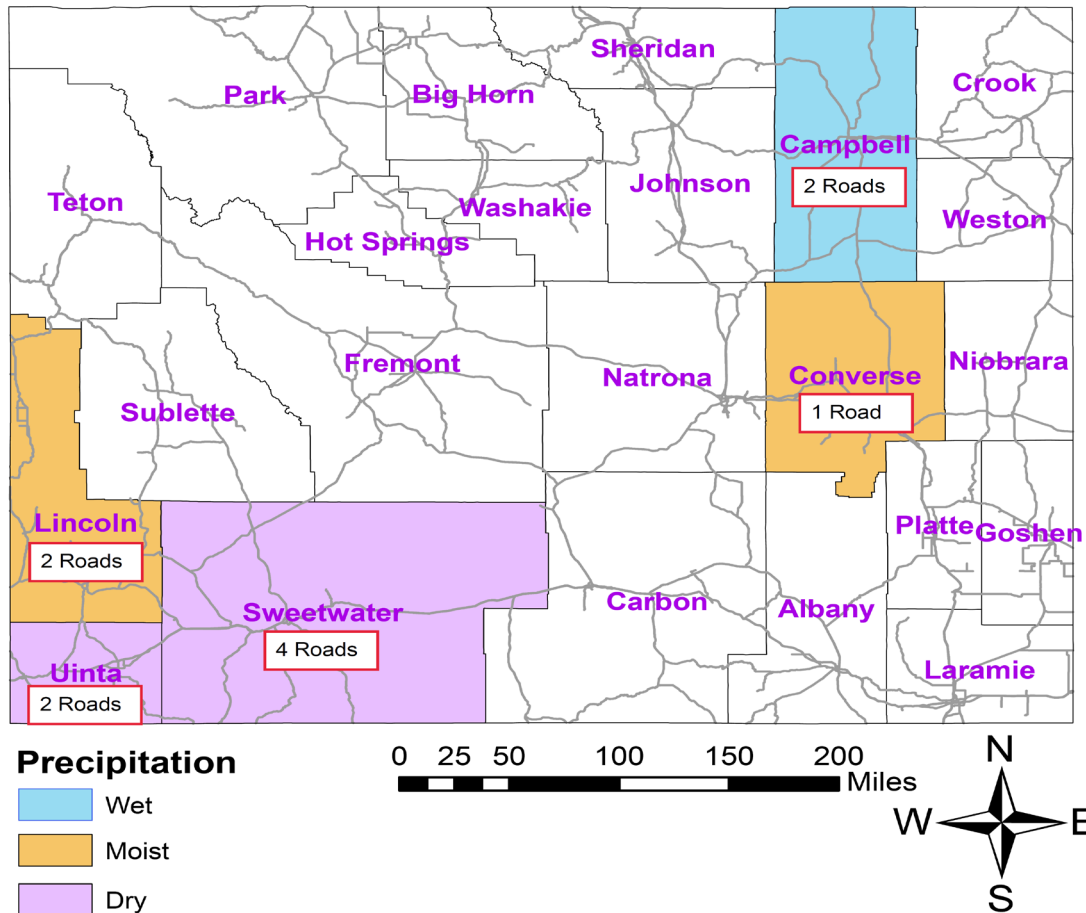 Sheridan
Park
Big Horn
Crook
Campbell
2 Roads
Johnson
Teton
Washakie
Weston
Hot Springs
Fremont
Natrona
Converse
1 Road
Niobrara
Sublette
Lincoln
2 Roads
Platte
Goshen
Sweetwater
4 Roads
Carbon
Albany
Uinta
2 Roads
Laramie
Precipitation
Wet
Moist
Dry
0 25 50 100 150 200
Miles
N
W E
S